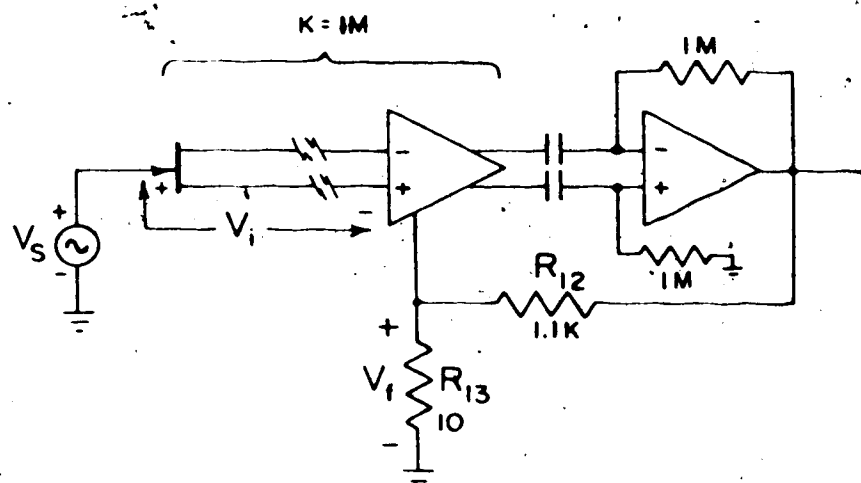 K = 1M
1M
−
+
−
+
+
Vi
−
+
VS
−
1M
R12
1.1K
+
Vf
R13
10
−